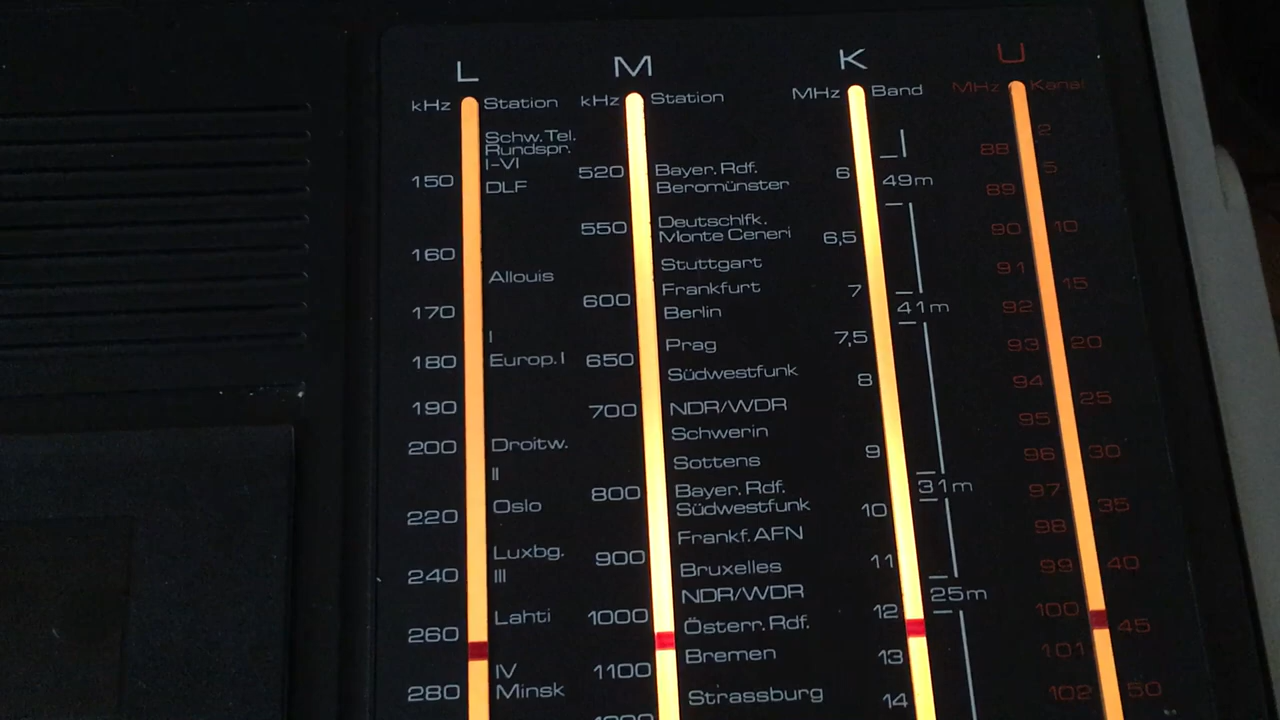 L M K U
kHz Station kHz Station MHz Band MHz Kanal
Schw. Tel.
Rundspr.
I-VI
150 DLF
160
Allouis
170
I
180 Europ. I
190
200 Droitw.
II
220 Oslo
Luxbg.
240 III
Lahti
260
IV
280 Minsk
520 Bayer. Rdf.
Beromünster
550 Deutschlfk.
Monte Ceneri
Stuttgart
Frankfurt
600 Berlin
Prag
650
Südwestfunk
700 NDR/WDR
Schwerin
Sottens
800 Bayer. Rdf.
Südwestfunk
Frankf. AFN
900 Bruxelles
NDR/WDR
1000 Österr. Rdf.
Bremen
1100
Strassburg
6 49m
6,5
7 41m
7,5
8
9
31m
10
11
25m
12
13
14
2
88 5
89
90 10
91 15
92
93 20
94 25
95
96 30
97 35
98
99 40
100 45
101
102 50